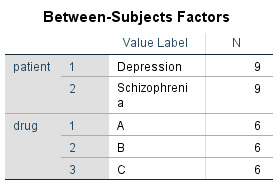 Between-Subjects Factors
Value Label N
patient 1 Depression 9
2 Schizophreni
a 9
drug 1 A 6
2 B 6
3 C 6